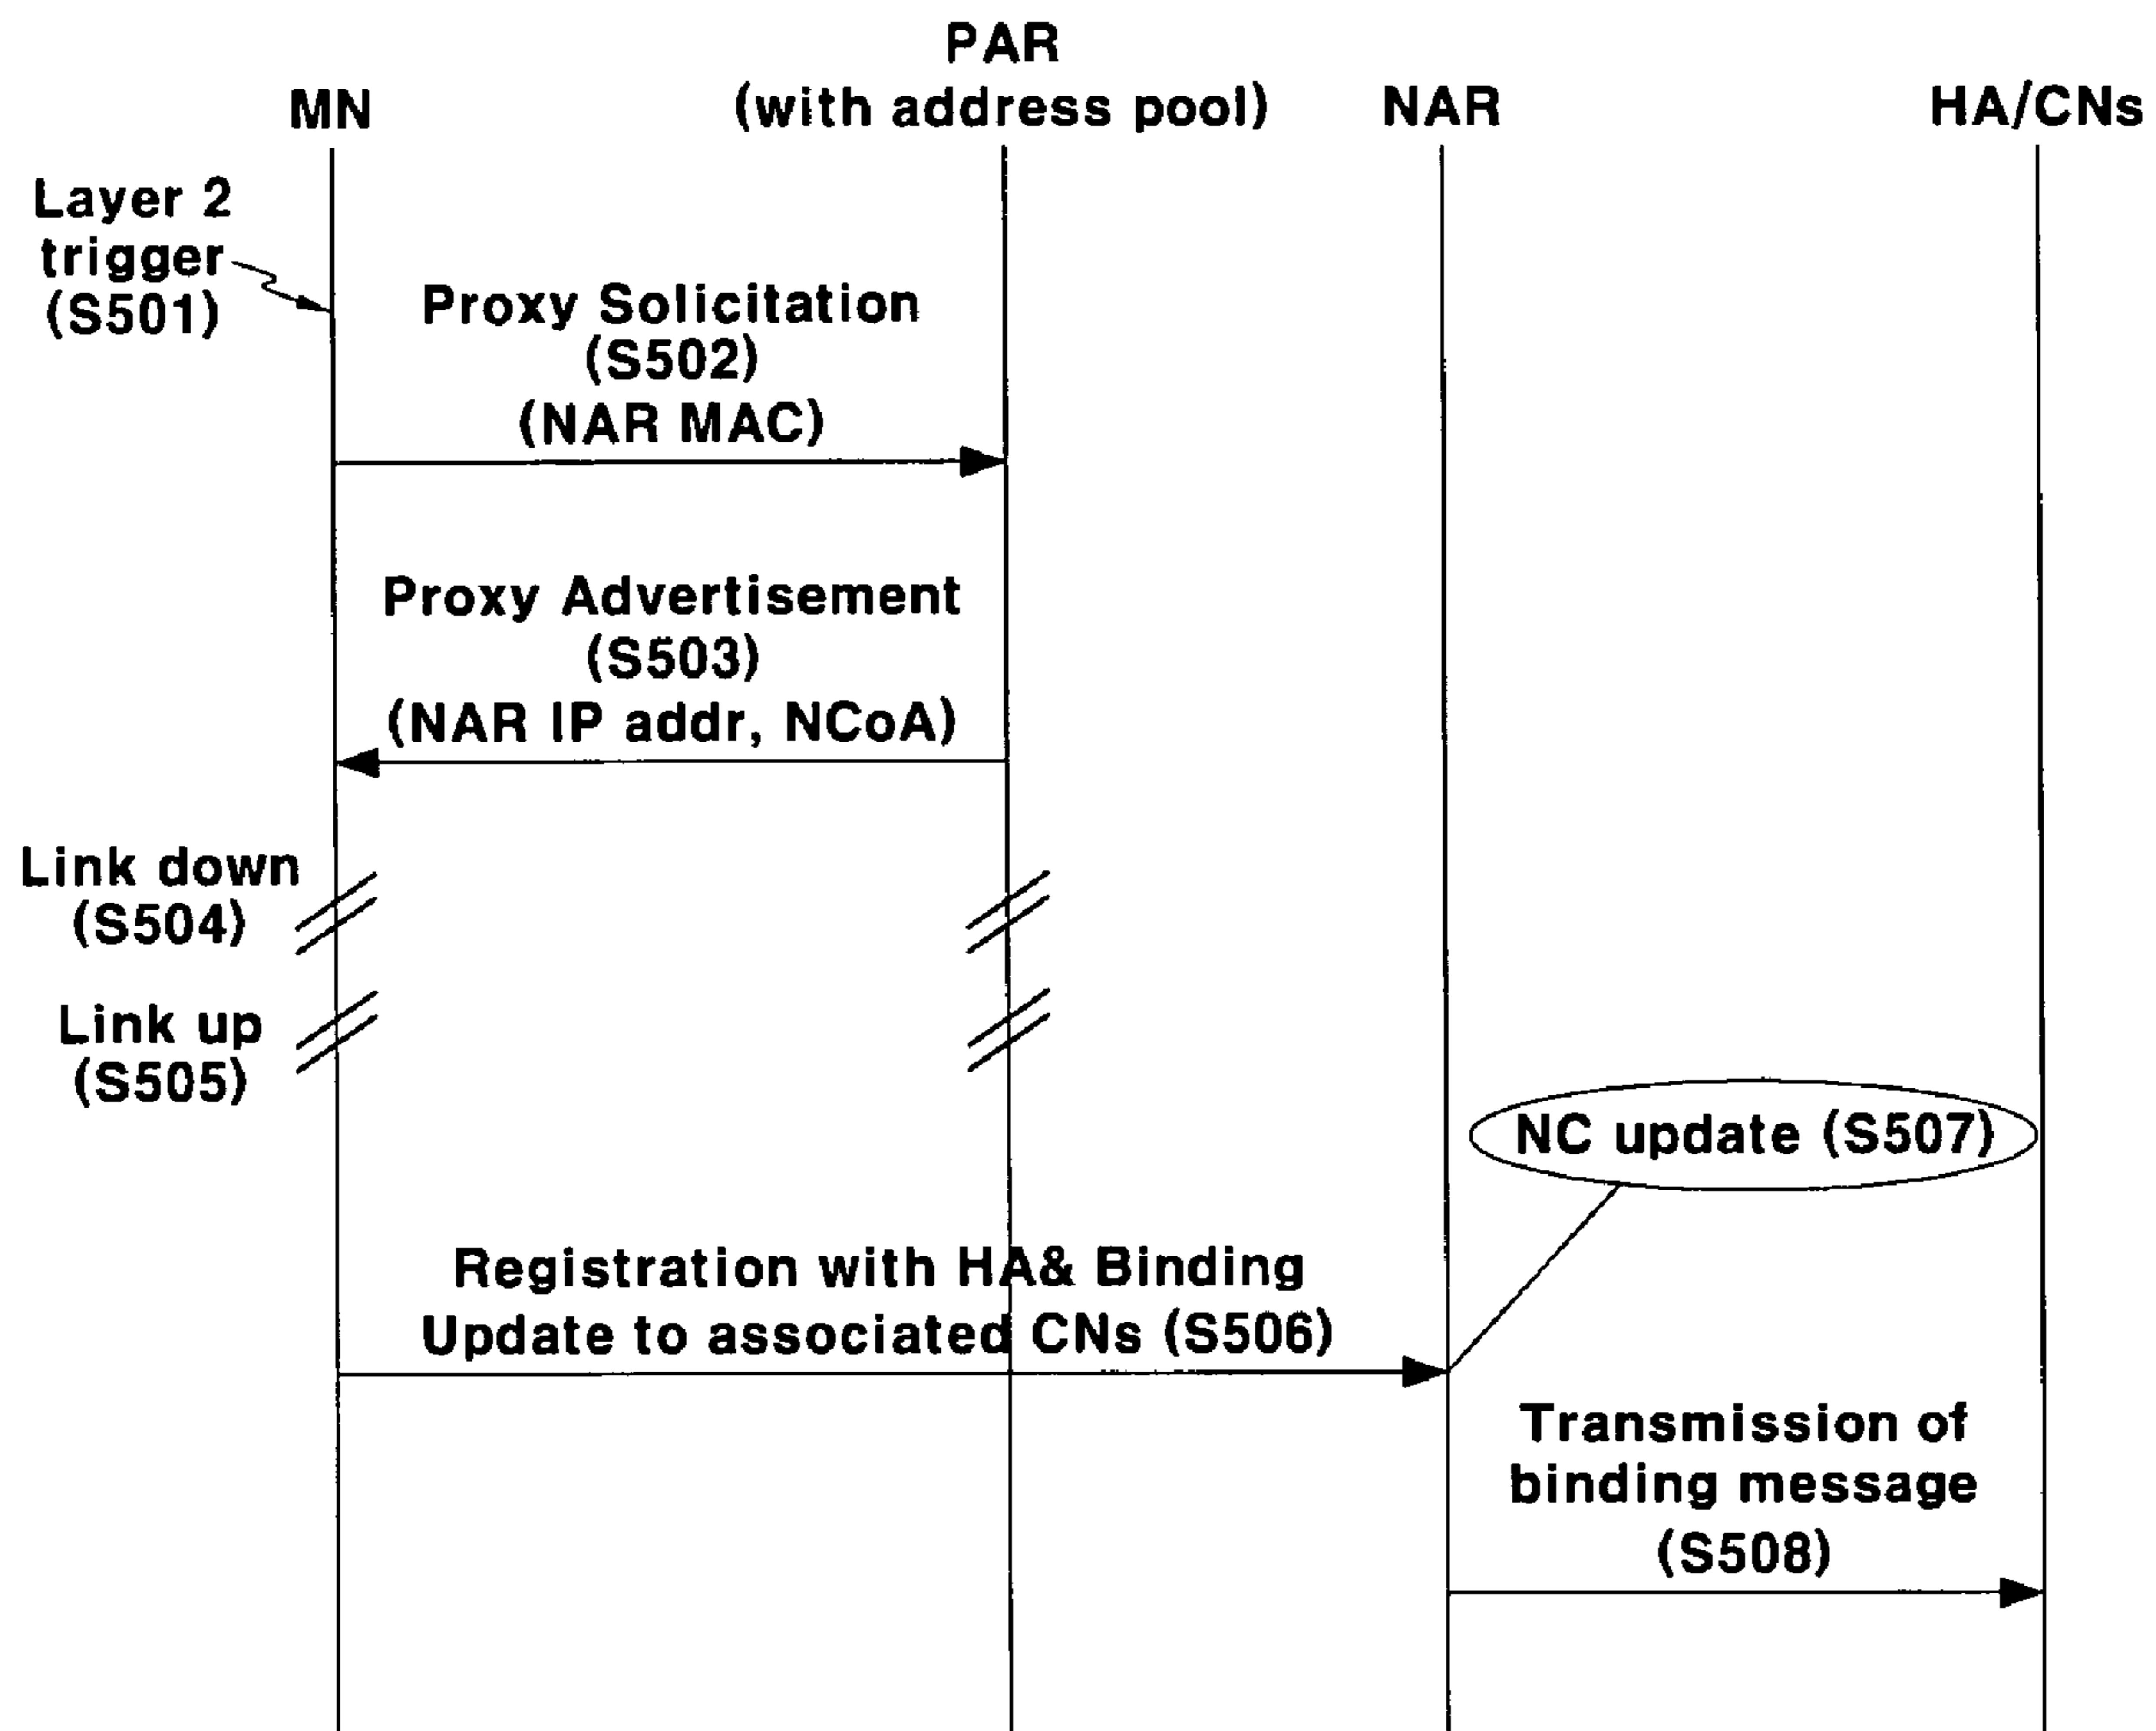 PAR
MN
(with address pool)
NAR
HA/CNs
Layer 2
trigger
(S501)
Proxy Solicitation
(S502)
(NAR MAC)
Proxy Advertisement
(S503)
(NAR IP addr, NCoA)
Link down
(S504)
Link up
(S505)
NC update (S507)
Registration with HA& Binding
Update to associated CNs (S506)
Transmission of
binding message
(S508)